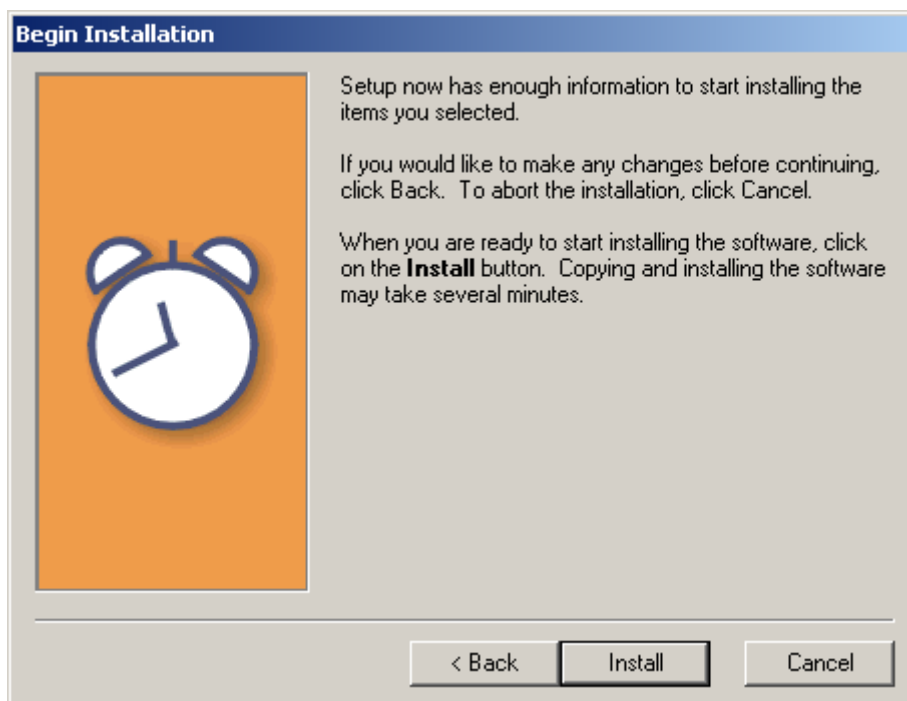 Begin Installation
Setup now has enough information to start installing the
items you selected.
If you would like to make any changes before continuing,
click Back.  To abort the installation, click Cancel.
When you are ready to start installing the software, click
on the Install button.  Copying and installing the software
may take several minutes.
< Back
Install
Cancel